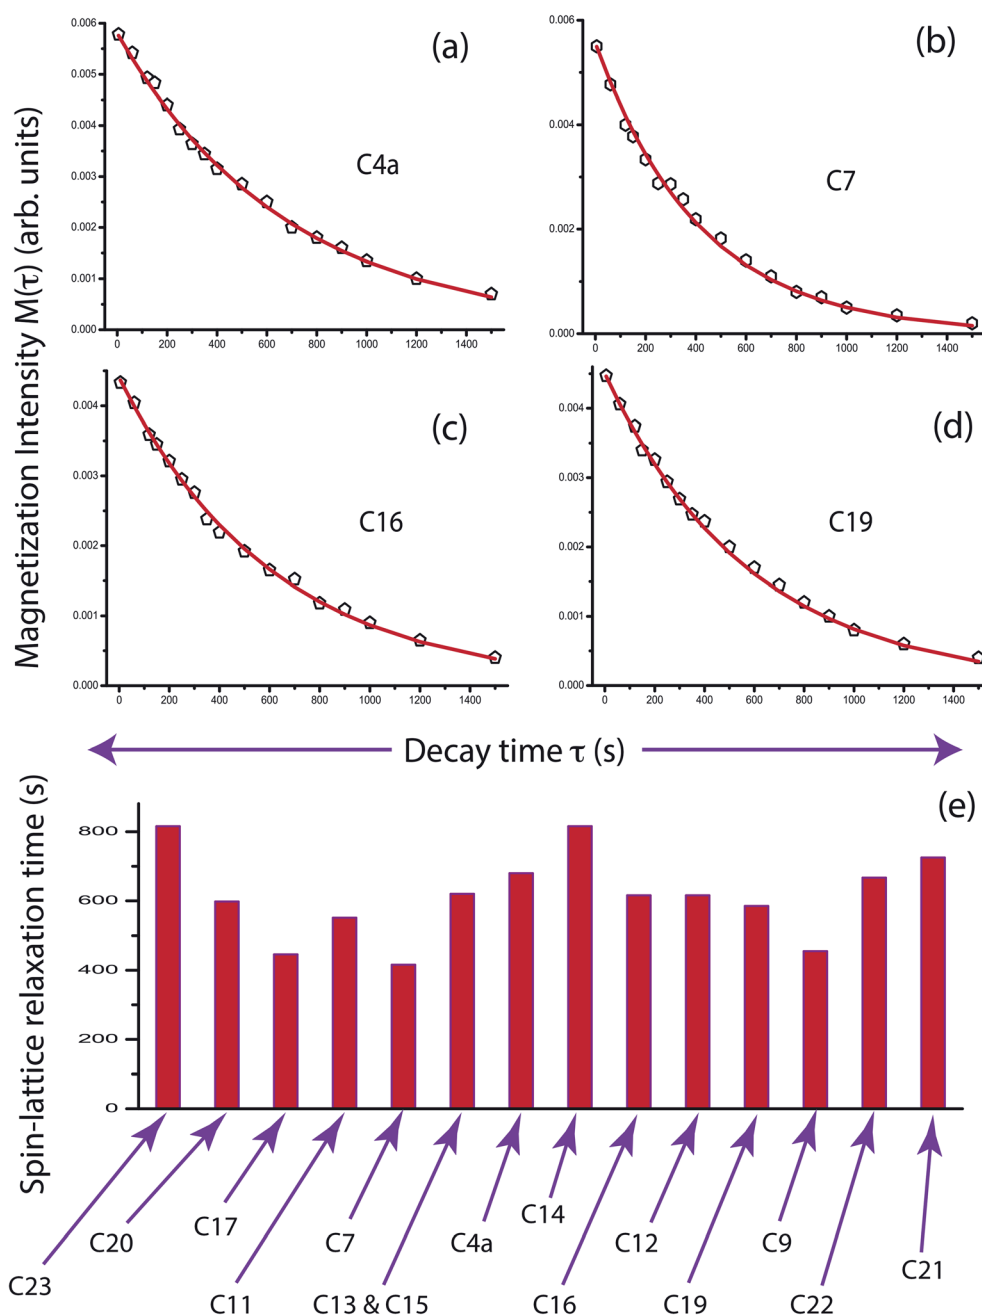 (a)
0.006
0.005
0.004
0.003
0.002
0.001
0.000
C4a
0 200 400 600 800 1000 1200 1400
(b)
0.006
0.004
0.002
0.000
C7
0 200 400 600 800 1000 1200 1400
Magnetization Intensity M(τ) (arb. units)
(c)
0.004
0.003
0.002
0.001
0.000
C16
0 200 400 600 800 1000 1200 1400
(d)
0.004
0.003
0.002
0.001
0.000
C19
0 200 400 600 800 1000 1200 1400
Decay time τ (s)
(e)
Spin-lattice relaxation time (s)
800
600
400
200
0
C23
C20
C17
C11
C7
C13 & C15
C4a
C14
C16
C12
C19
C9
C22
C21